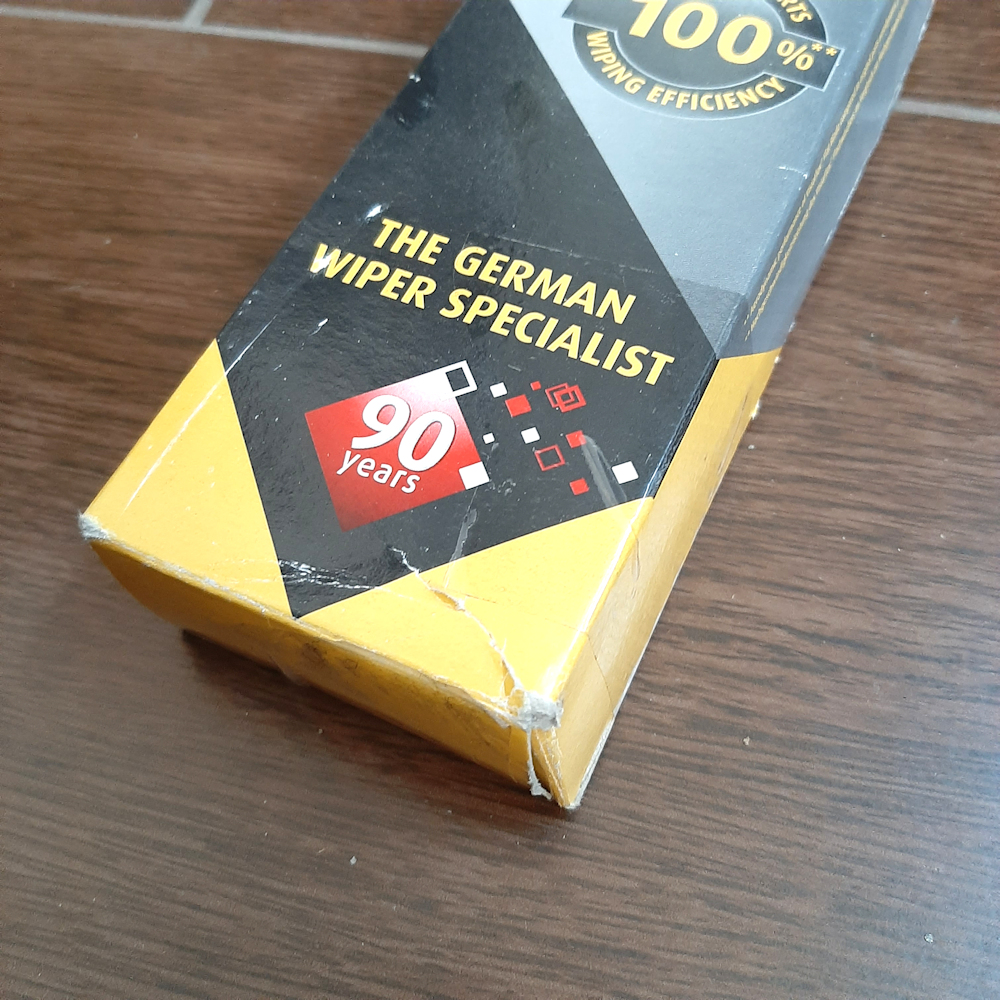 100%**
WIPING EFFICIENCY
THE GERMAN
WIPER SPECIALIST
90
years